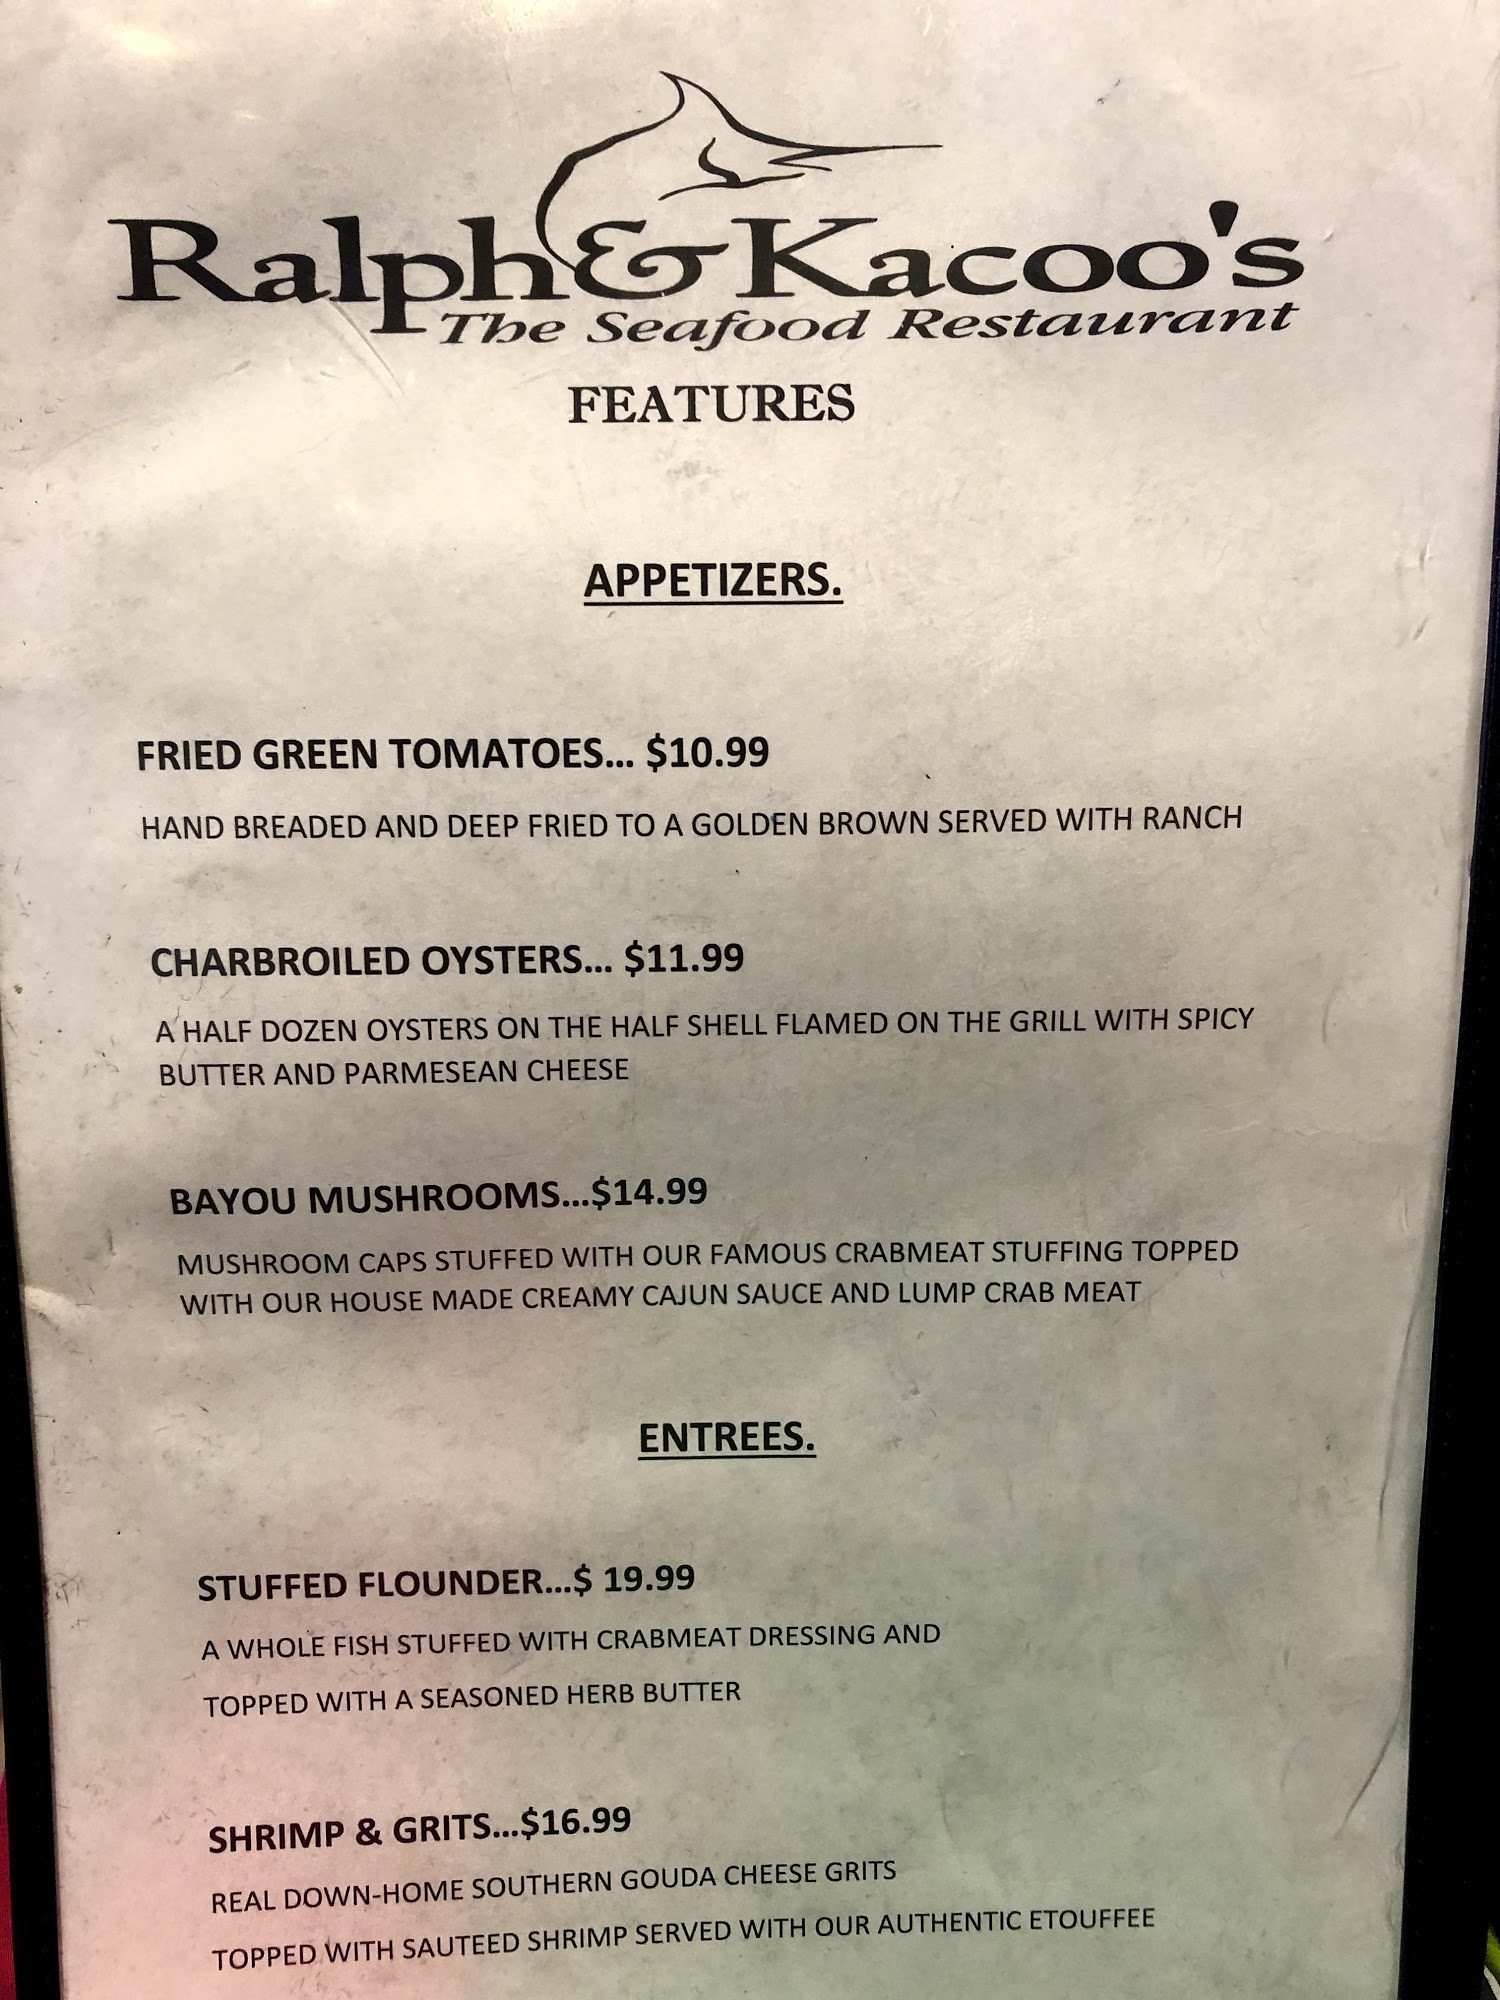 Ralph & Kacoo's
The Seafood Restaurant
FEATURES
APPETIZERS.
FRIED GREEN TOMATOES... $10.99
HAND BREADED AND DEEP FRIED TO A GOLDEN BROWN SERVED WITH RANCH
CHARBROILED OYSTERS... $11.99
A HALF DOZEN OYSTERS ON THE HALF SHELL FLAMED ON THE GRILL WITH SPICY
BUTTER AND PARMESEAN CHEESE
BAYOU MUSHROOMS...$14.99
MUSHROOM CAPS STUFFED WITH OUR FAMOUS CRABMEAT STUFFING TOPPED
WITH OUR HOUSE MADE CREAMY CAJUN SAUCE AND LUMP CRAB MEAT
ENTREES.
STUFFED FLOUNDER...$ 19.99
A WHOLE FISH STUFFED WITH CRABMEAT DRESSING AND
TOPPED WITH A SEASONED HERB BUTTER
SHRIMP & GRITS...$16.99
REAL DOWN-HOME SOUTHERN GOUDA CHEESE GRITS
TOPPED WITH SAUTEED SHRIMP SERVED WITH OUR AUTHENTIC ETOUFFEE